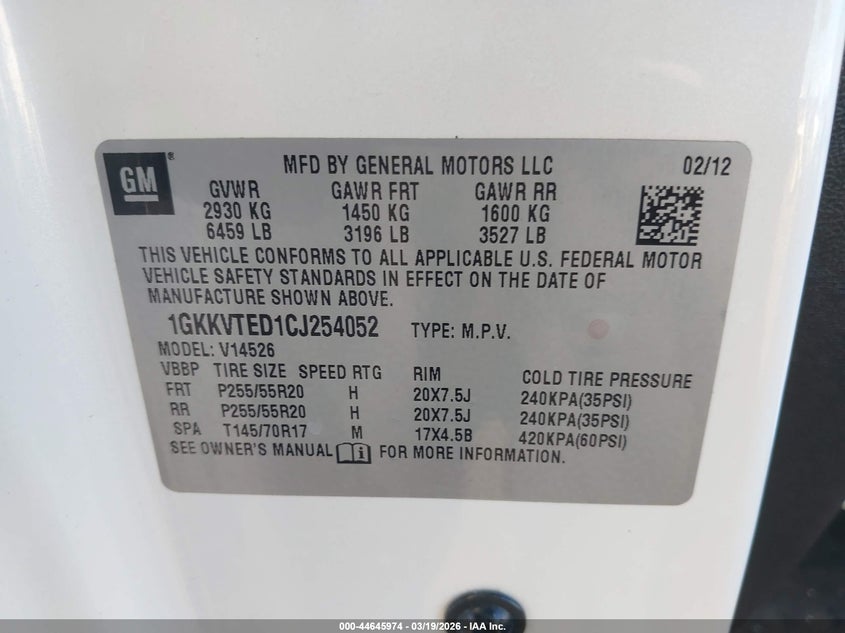 GM®
MFD BY GENERAL MOTORS LLC 02/12
GVWR GAWR FRT GAWR RR
2930 KG 1450 KG 1600 KG
6459 LB 3196 LB 3527 LB
THIS VEHICLE CONFORMS TO ALL APPLICABLE U.S. FEDERAL MOTOR
VEHICLE SAFETY STANDARDS IN EFFECT ON THE DATE OF
MANUFACTURE SHOWN ABOVE.
1GKKVTED1CJ254052 TYPE: M.P.V.
MODEL: V14526
VBBP TIRE SIZE SPEED RTG RIM COLD TIRE PRESSURE
FRT P255/55R20 H 20X7.5J 240KPA(35PSI)
RR P255/55R20 H 20X7.5J 240KPA(35PSI)
SPA T145/70R17 M 17X4.5B 420KPA(60PSI)
SEE OWNER'S MANUAL i FOR MORE INFORMATION.
000-44645974 - 03/19/2026 - IAA Inc.